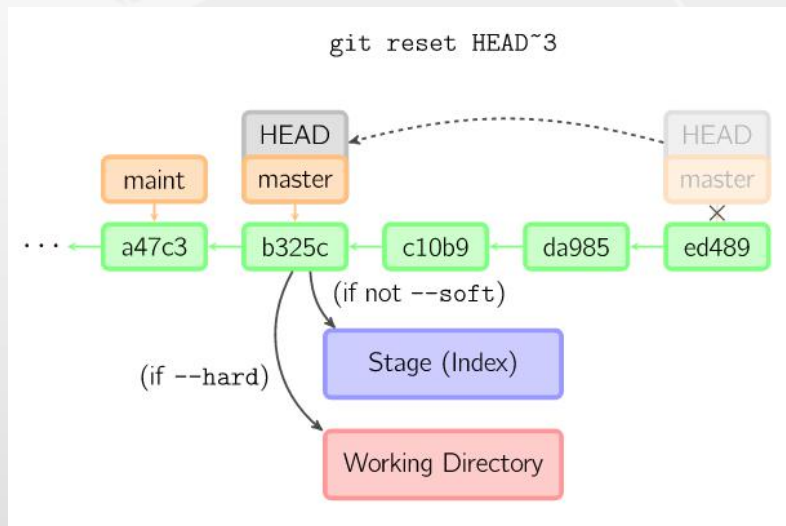 git reset HEAD~3
HEAD
HEAD
maint
master
master
...
a47c3
b325c
c10b9
da985
ed489
(if not --soft)
Stage (Index)
(if --hard)
Working Directory